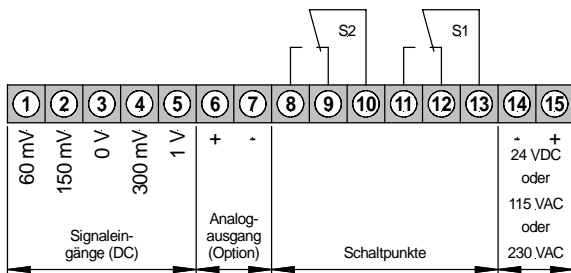 S2 S1
1 2 3 4 5 6 7 8 9 10 11 12 13 14 15
60 mV
150 mV
0 V
300 mV
1 V
+
-
-
+
24 VDC
oder
115 VAC
oder
230 VAC
Signalein-
gänge (DC)
Analog-
ausgang
(Option)
Schaltpunkte